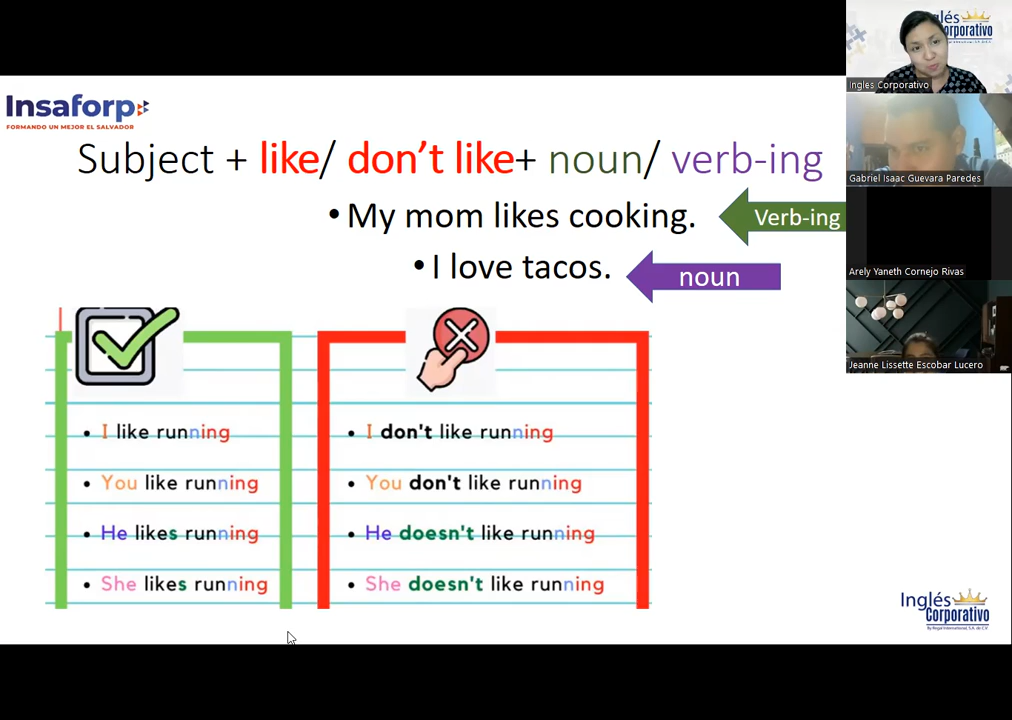 Insaforp
FORMANDO UN MEJOR EL SALVADOR
Subject + like/ don’t like+ noun/ verb-ing
• My mom likes cooking.
Verb-ing
• I love tacos.
noun
• I like running
• You like running
• He likes running
• She likes running
• I don't like running
• You don't like running
• He doesn't like running
• She doesn't like running
Inglés
Corporativo
Inglés
Corporativo
Ingles Corporativo
Gabriel Isaac Guevara Paredes
Arely Yaneth Cornejo Rivas
Jeanne Lissette Escobar Lucero